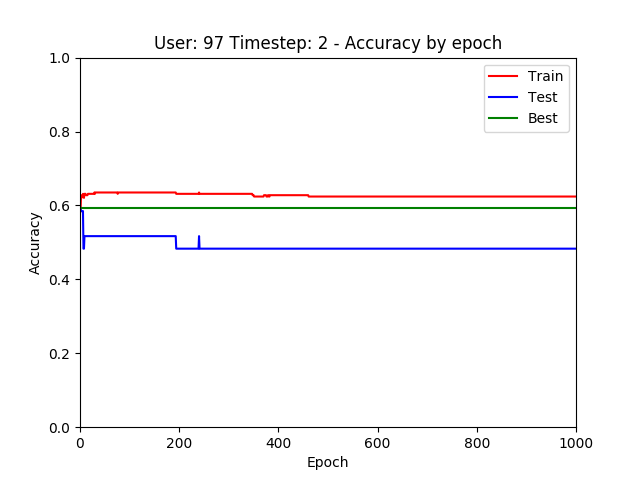 User: 97 Timestep: 2 - Accuracy by epoch
1.0
0.8
0.6
0.4
0.2
0.0
Accuracy
Train
Test
Best
0 200 400 600 800 1000
Epoch